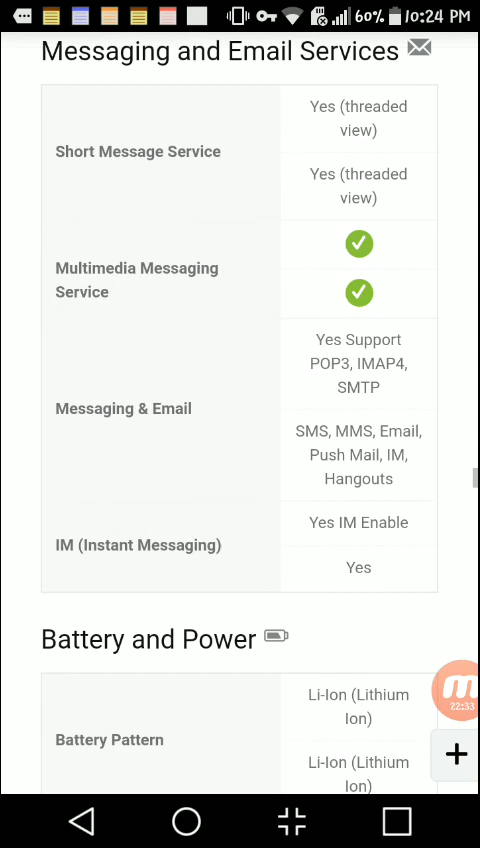 60% 10:24 PM
Messaging and Email Services
Short Message Service
Yes (threaded
view)
Yes (threaded
view)
Multimedia Messaging
Service
Messaging & Email
Yes Support
POP3, IMAP4,
SMTP
SMS, MMS, Email,
Push Mail, IM,
Hangouts
IM (Instant Messaging)
Yes IM Enable
Yes
Battery and Power
22:33
Battery Pattern
Li-Ion (Lithium
Ion)
Li-Ion (Lithium
Ion)